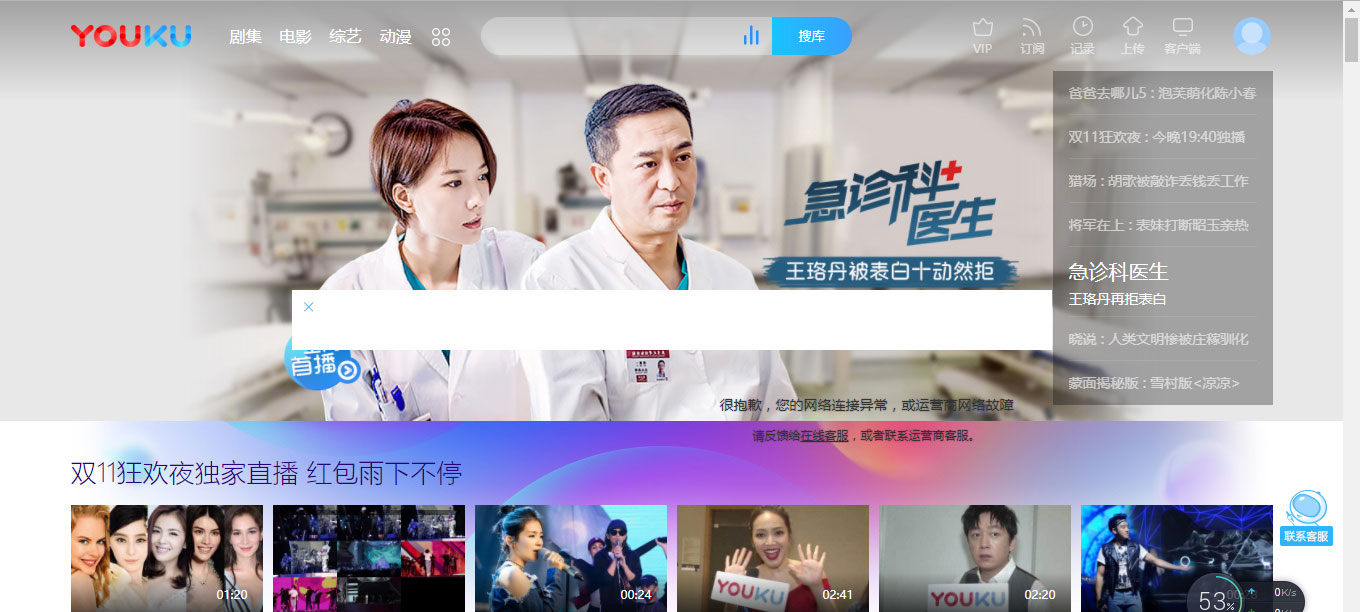 YOUKU
剧集 电影 综艺 动漫
搜库
VIP 订阅 记录 上传 客户端
爸爸去哪儿5 : 泡芙萌化陈小春
双11狂欢夜 : 今晚19:40独播
猎场 : 胡歌被敲诈丢钱丢工作
将军在上 : 表妹打断昭玉亲热
急诊科医生
王珞丹再拒表白
晓说 : 人类文明惨被庄稼驯化
蒙面揭秘版 : 雪村版<凉凉>
急诊科
医生
王珞丹被表白十动然拒
首播
很抱歉，您的网络连接异常，或运营商网络故障
请反馈给在线客服，或者联系运营商客服。
双11狂欢夜独家直播 红包雨下不停
01:20
00:24
YOUKU
02:41
YOUKU
02:20
联系客服
53%
0K/s